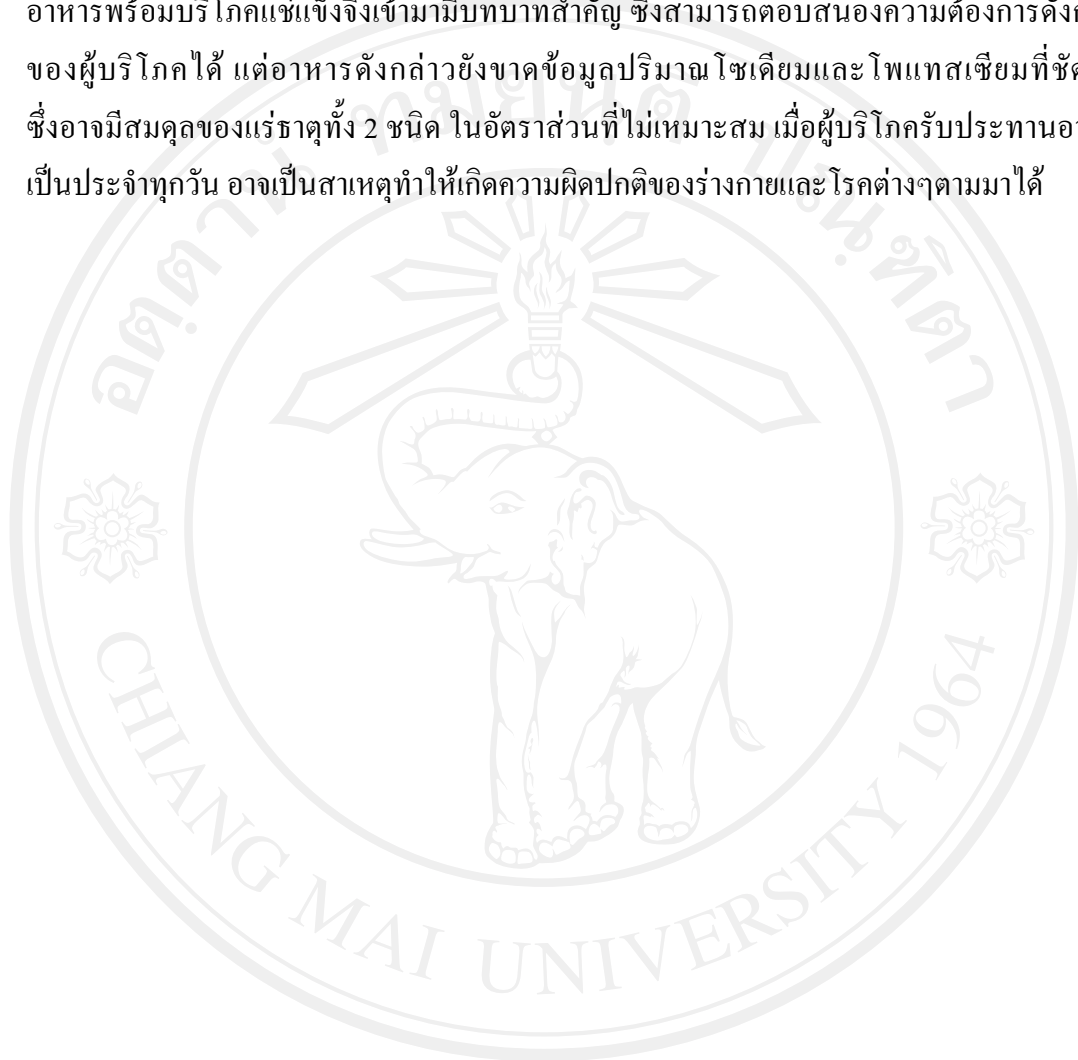 อาหารพร้อมบริโภคแช่แข็งจึงเข้ามามีบทบาทสำคัญ ซึ่งสามารถตอบสนองความต้องการ
ของผู้บริโภคได้ แต่อาหารดังกล่าวยังขาดข้อมูลปริมาณโซเดียมและโพแทสเซียมที่
ซึ่งอาจมีสมดุลของแร่ธาตุทั้ง 2 ชนิด ในอัตราส่วนที่ไม่เหมาะสม เมื่อผู้บริโภครับประทาน
เป็นประจำทุกวัน อาจเป็นสาเหตุทำให้เกิดความผิดปกติของร่างกายและโรคต่างๆตามมาได้
อตฺตานํ ทมยนฺติ ปณฺฑิตา
CHIANG MAI UNIVERSITY 1964